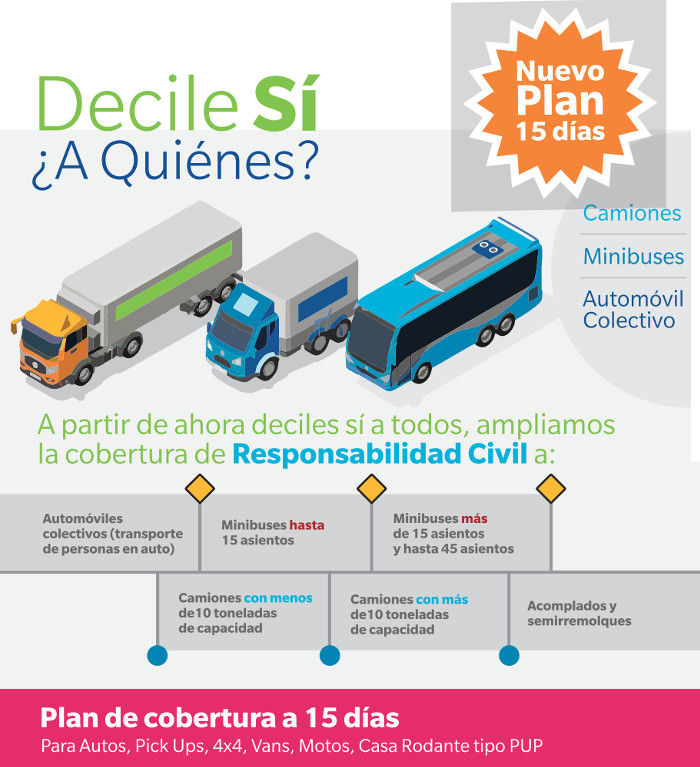 Decile Sí
¿A Quiénes?
Nuevo
Plan
15 días
Camiones
Minibuses
Automóvil
Colectivo
A partir de ahora deciles sí a todos, ampliamos
la cobertura de Responsabilidad Civil a:
Automóviles
colectivos (transporte
de personas en auto)
Minibuses hasta
15 asientos
Minibuses más
de 15 asientos
y hasta 45 asientos
Camiones con menos
de10 toneladas
de capacidad
Camiones con más
de10 toneladas
de capacidad
Acomplados y
semirremolques
Plan de cobertura a 15 días
Para Autos, Pick Ups, 4x4, Vans, Motos, Casa Rodante tipo PUP